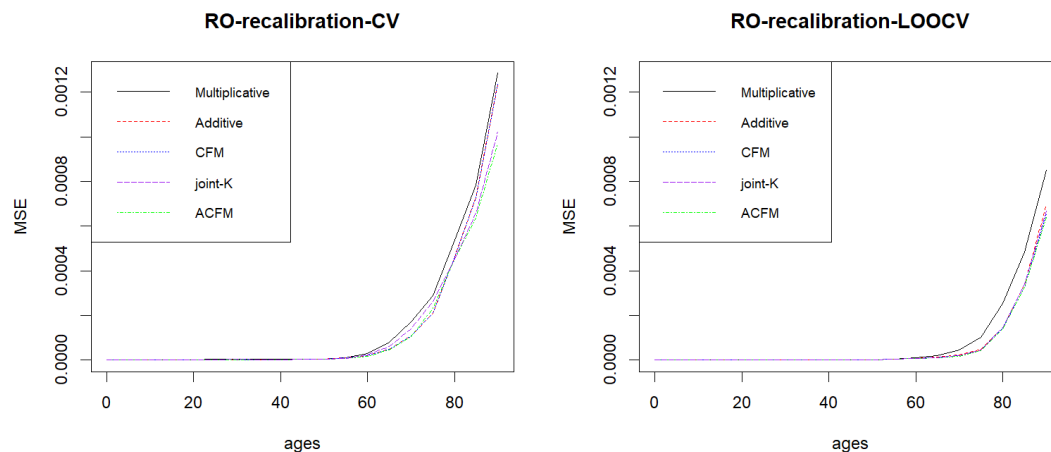 RO-recalibration-CV
Multiplicative
Additive
CFM
joint-K
ACFM
MSE
0.0000
0.0004
0.0008
0.0012
0
20
40
60
80
ages
RO-recalibration-LOOCV
Multiplicative
Additive
CFM
joint-K
ACFM
MSE
0.0000
0.0004
0.0008
0.0012
0
20
40
60
80
ages